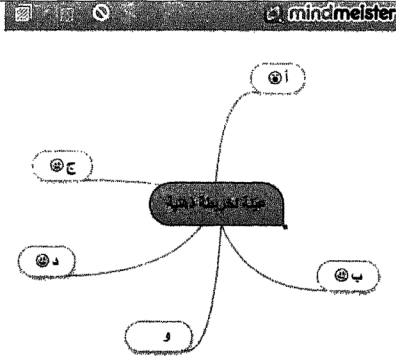 mindmeister
أ
ج
عينة لخريطة ذهنية
د
ب
و